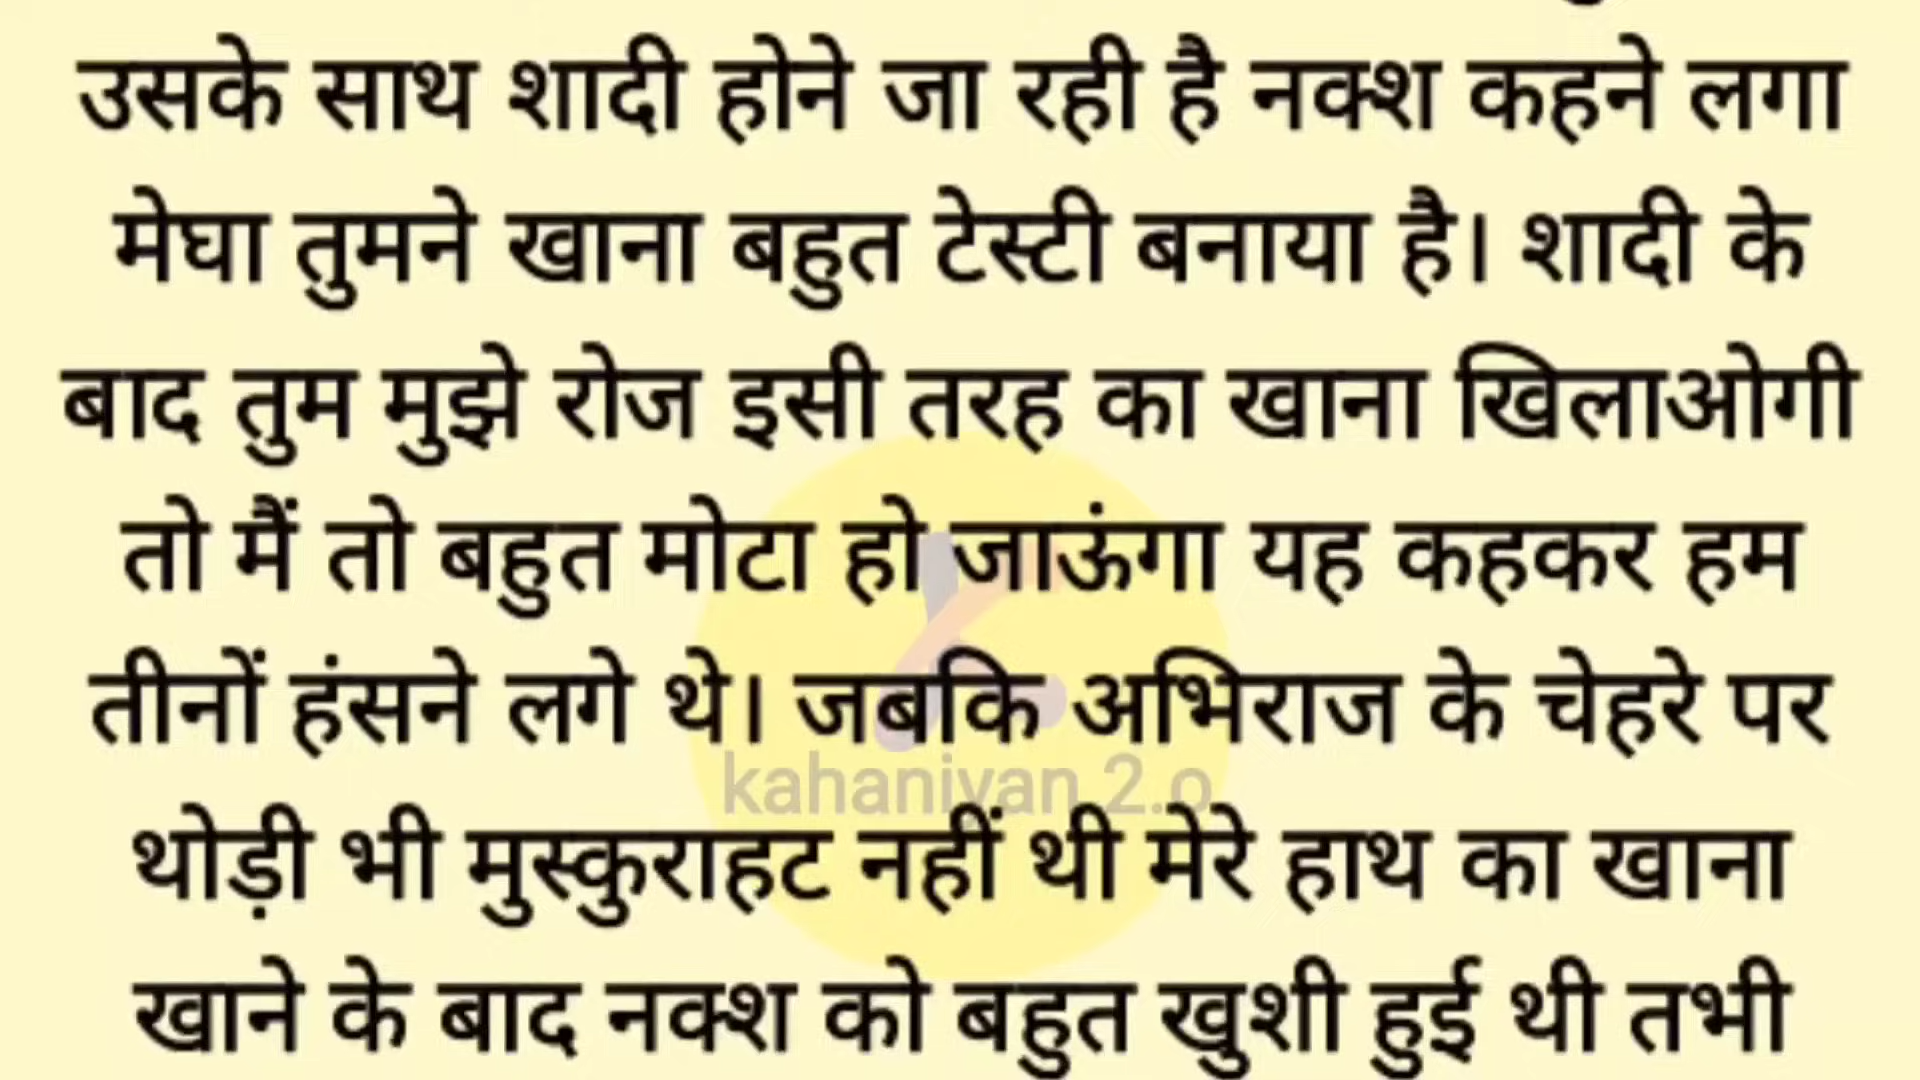 उसके साथ शादी होने जा रही है नक्श कहने लगा
मेघा तुमने खाना बहुत टेस्टी बनाया है। शादी के
बाद तुम मुझे रोज इसी तरह का खाना खिलाओगी
तो मैं तो बहुत मोटा हो जाऊंगा यह कहकर हम
तीनों हंसने लगे थे। जबकि अभिराज के चेहरे पर
kahaniyan 2.o
थोड़ी भी मुस्कुराहट नहीं थी मेरे हाथ का खाना
खाने के बाद नक्श को बहुत खुशी हुई थी तभी